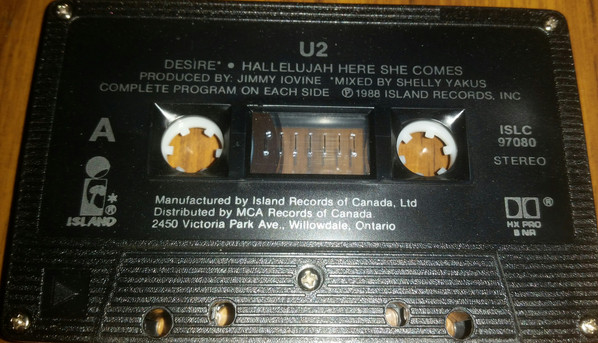 U2
DESIRE* • HALLELUJAH HERE SHE COMES
PRODUCED BY: JIMMY IOVINE *MIXED BY SHELLY YAKUS
COMPLETE PROGRAM ON EACH SIDE ℗ 1988 ISLAND RECORDS, INC
A
ISLC
97080
STEREO
*®
ISLAND
Manufactured by Island Records of Canada, Ltd
Distributed by MCA Records of Canada
2450 Victoria Park Ave., Willowdale, Ontario
®
HX PRO
B NR